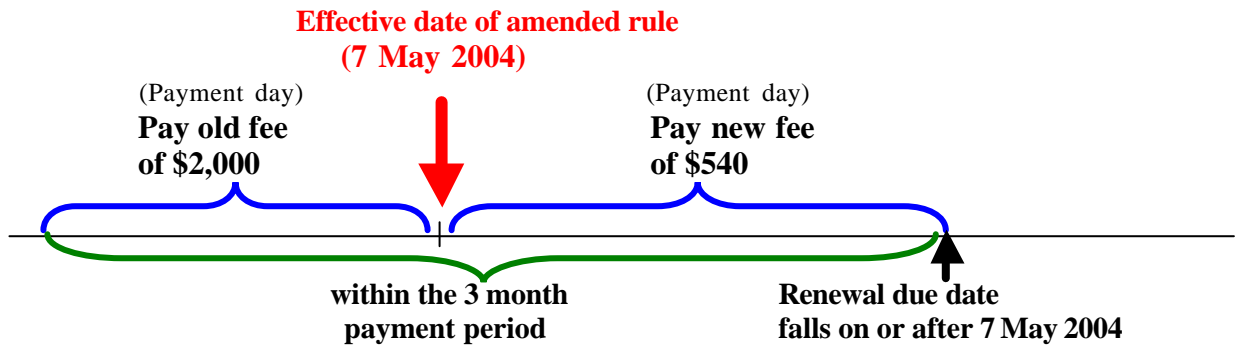 Effective date of amended rule
(7 May 2004)
(Payment day)
Pay old fee
of $2,000
(Payment day)
Pay new fee
of $540
within the 3 month
payment period
Renewal due date
falls on or after 7 May 2004